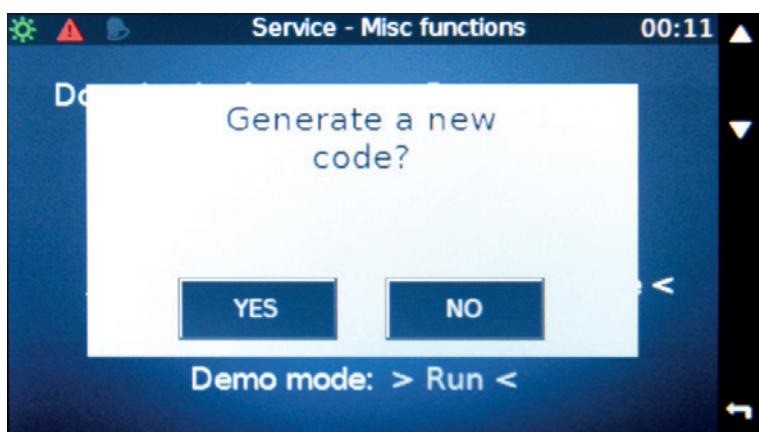 Service - Misc functions 00:11
Generate a new
code?
YES NO
Demo mode: > Run <